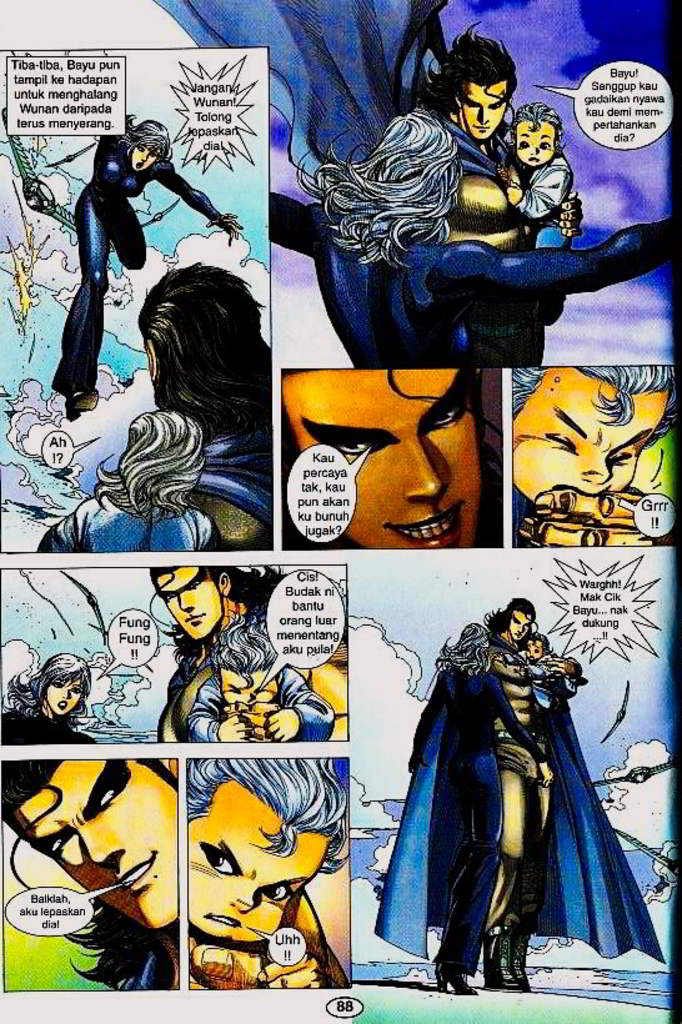 Tiba-tiba, Bayu pun
tampil ke hadapan
untuk menghalang
Wunan daripada
terus menyerang.
Jangan
Wunan!
Tolong
lepaskan
dia!
Bayu!
Sanggup kau
gadaikan nyawa
kau demi mem-
pertahankan
dia?
Ah
!?
Kau
percaya
tak, kau
pun akan
ku bunuh
jugak?
Grrr
!!
Fung
Fung
!!
Cis!
Budak ni
bantu
orang luar
menentang
aku pula!
Warghh!
Mak Cik
Bayu... nak
dukung
...!!
Baiklah,
aku lepaskan
dia!
Uhh
!!
88